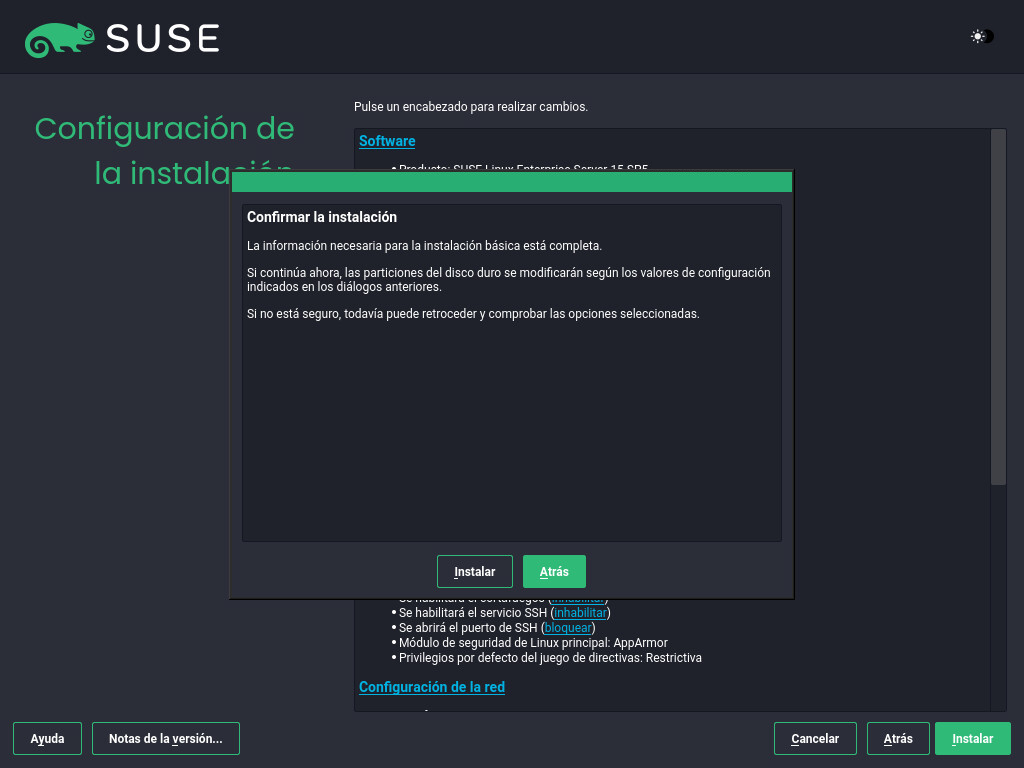 SUSE
Configuración de
la instalación
Pulse un encabezado para realizar cambios.
Software
• Producto: SUSE Linux Enterprise Server 15 SP5
Confirmar la instalación
La información necesaria para la instalación básica está completa.
Si continúa ahora, las particiones del disco duro se modificarán según los valores de configuración
indicados en los diálogos anteriores.
Si no está seguro, todavía puede retroceder y comprobar las opciones seleccionadas.
Instalar
Atrás
• Se habilitará el cortafuegos (inhabilitar)
• Se habilitará el servicio SSH (inhabilitar)
• Se abrirá el puerto de SSH (bloquear)
• Módulo de seguridad de Linux principal: AppArmor
• Privilegios por defecto del juego de directivas: Restrictiva
Configuración de la red
Ayuda
Notas de la versión...
Cancelar
Atrás
Instalar